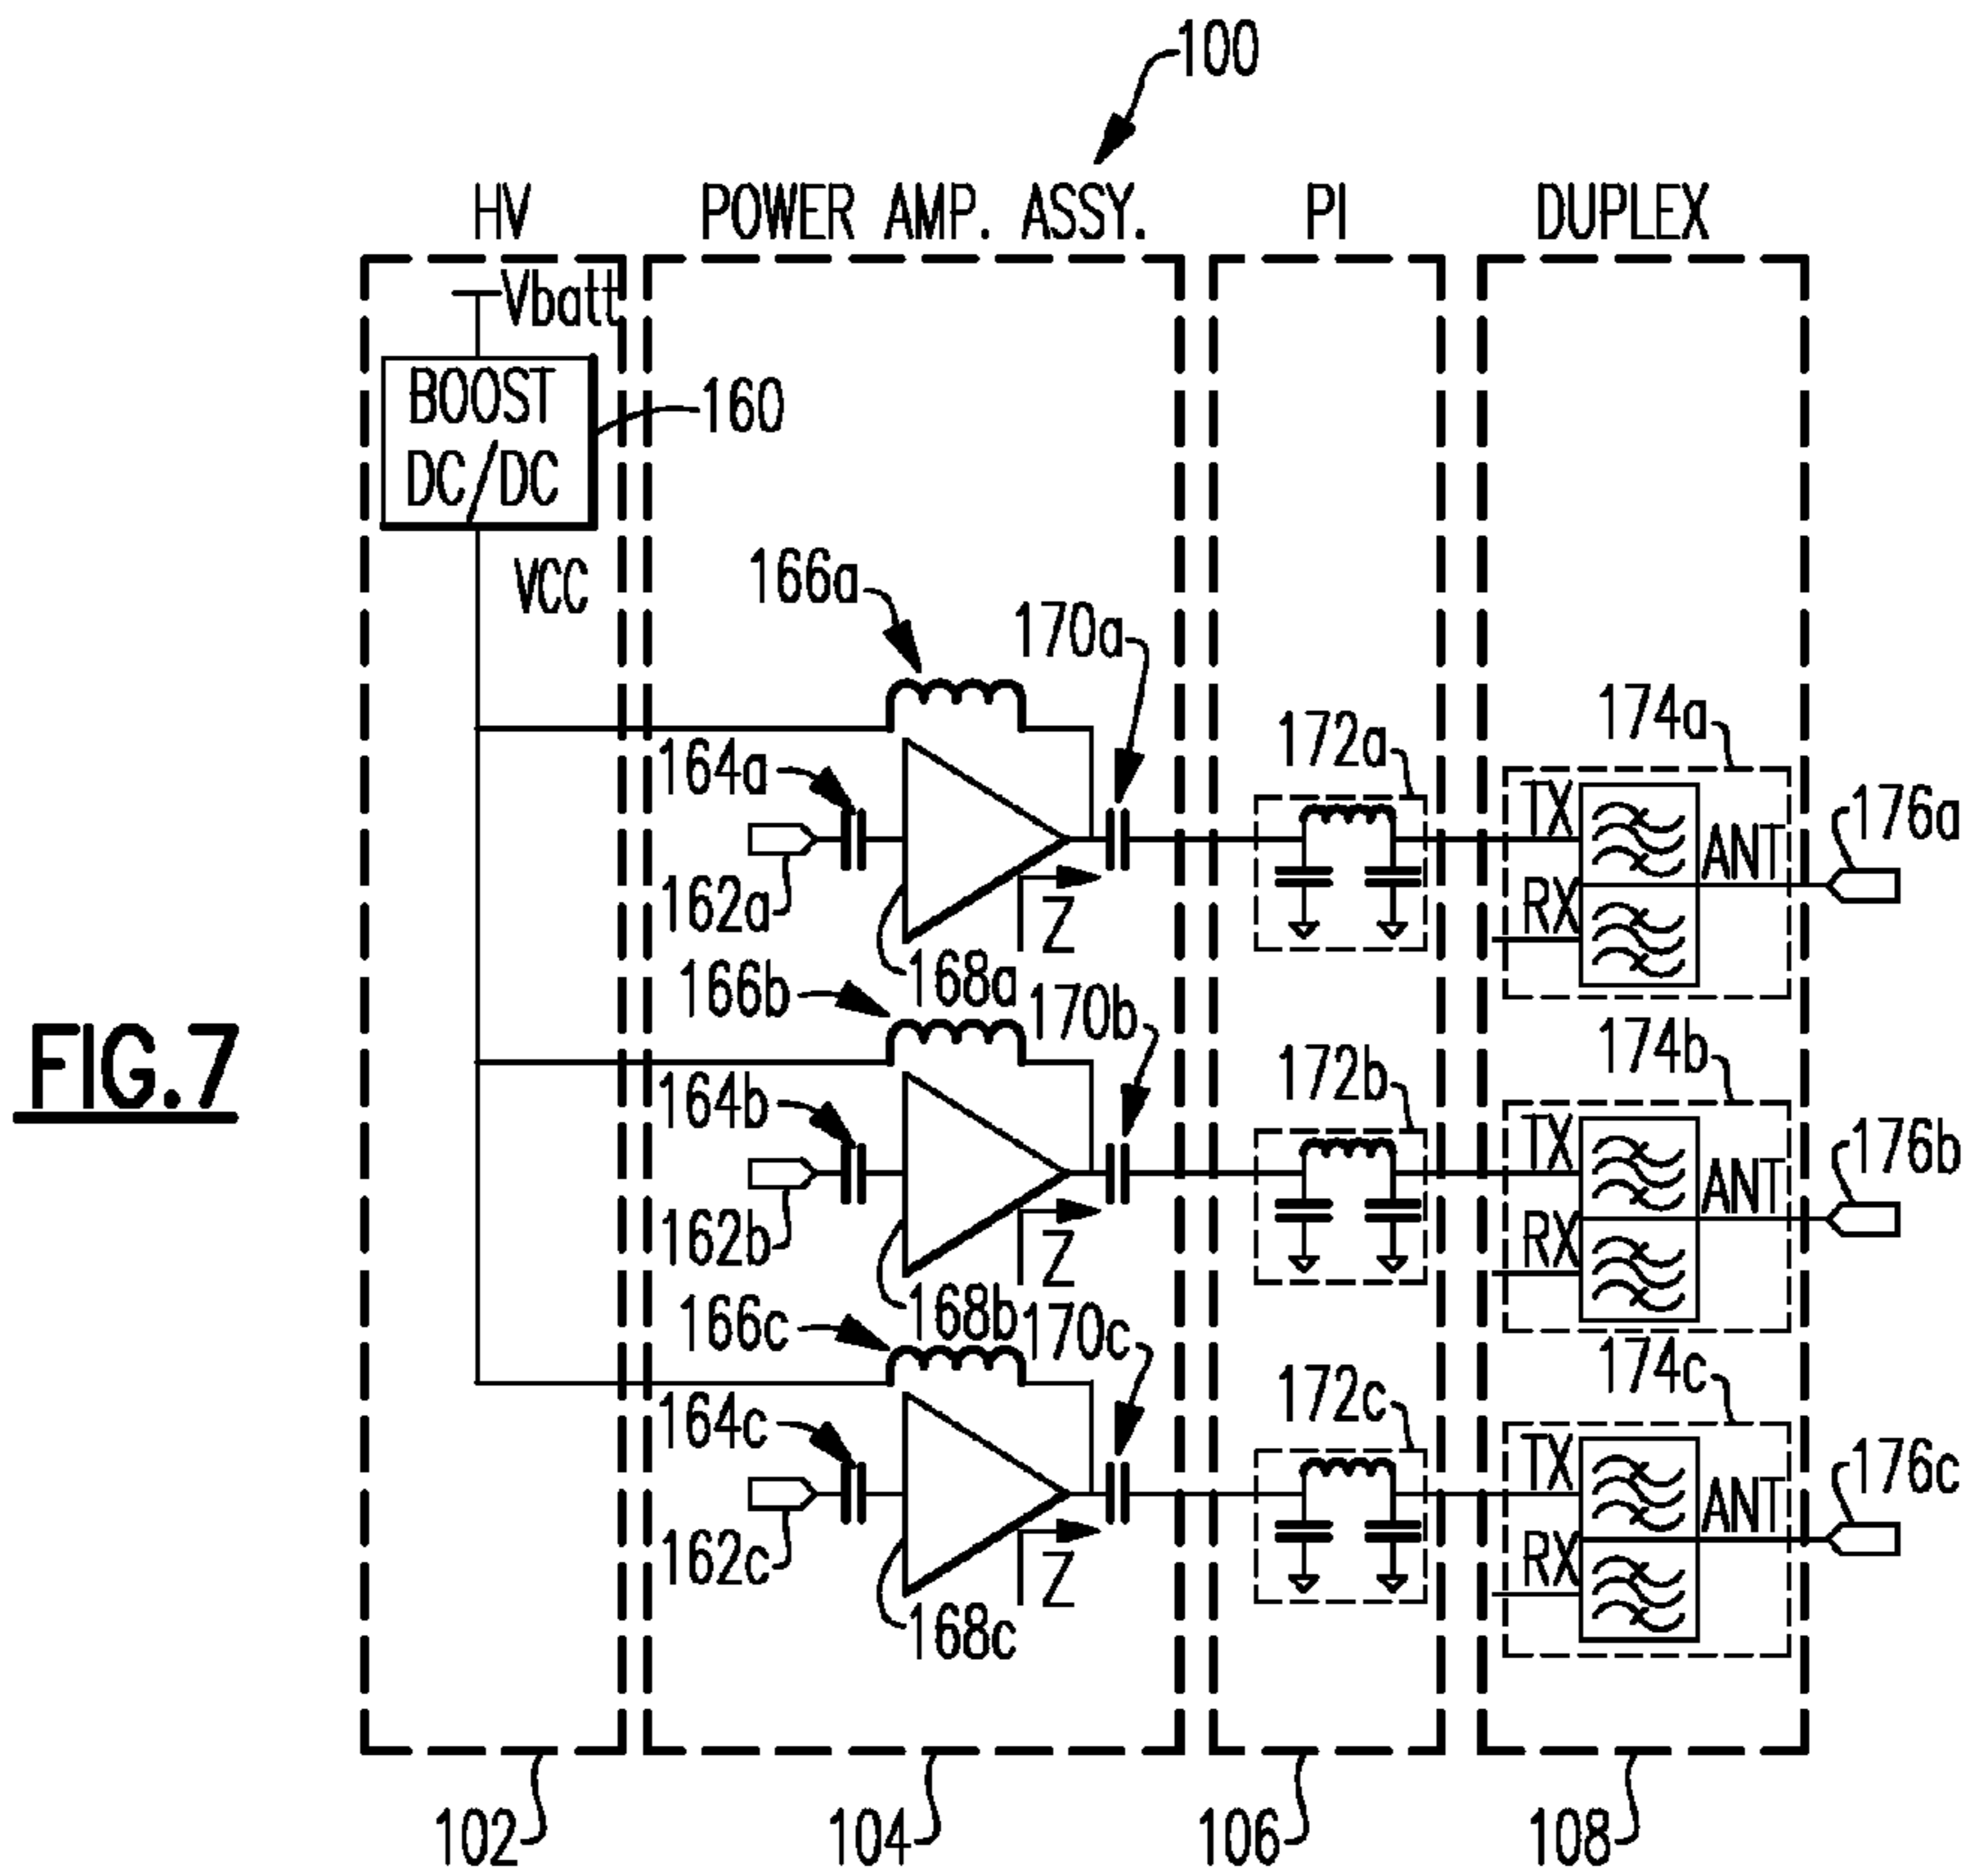 100
HV
POWER AMP. ASSY.
PI
DUPLEX
Vbatt
BOOST
DC/DC
160
VCC
166a
170a
164a
172a
174a
TX
176a
ANT
162a
RX
Z
168a
166b
170b
FIG.7
164b
172b
174b
TX
176b
ANT
162b
RX
Z
168b
166c
170c
164c
172c
174c
TX
176c
ANT
162c
RX
Z
168c
102
104
106
108